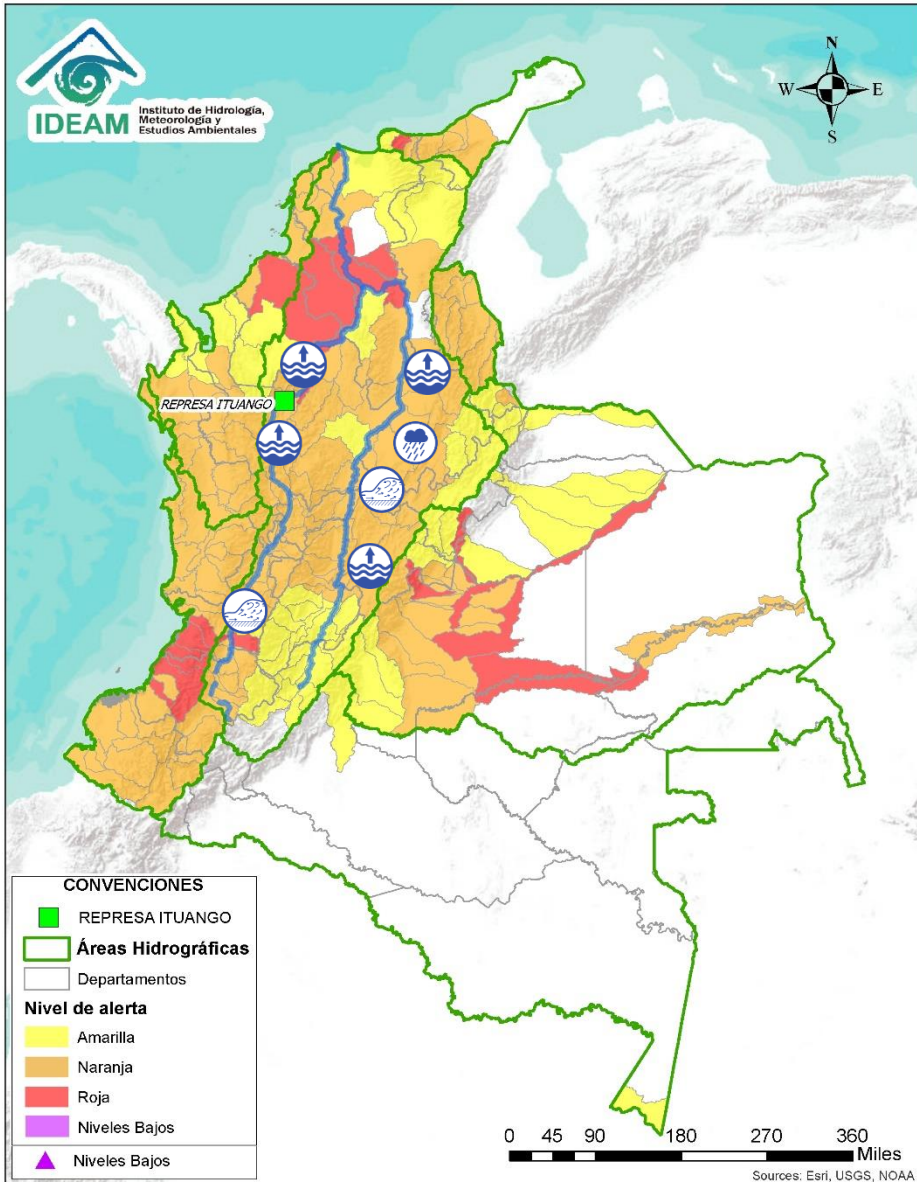 IDEAM Instituto de Hidrología,
Meteorología y
Estudios Ambientales
N
W E
S
REPRESA ITUANGO
CONVENCIONES
REPRESA ITUANGO
Áreas Hidrográficas
Departamentos
Nivel de alerta
Amarilla
Naranja
Roja
Niveles Bajos
Niveles Bajos
0 45 90 180 270 360
Miles
Sources: Esri, USGS, NOAA